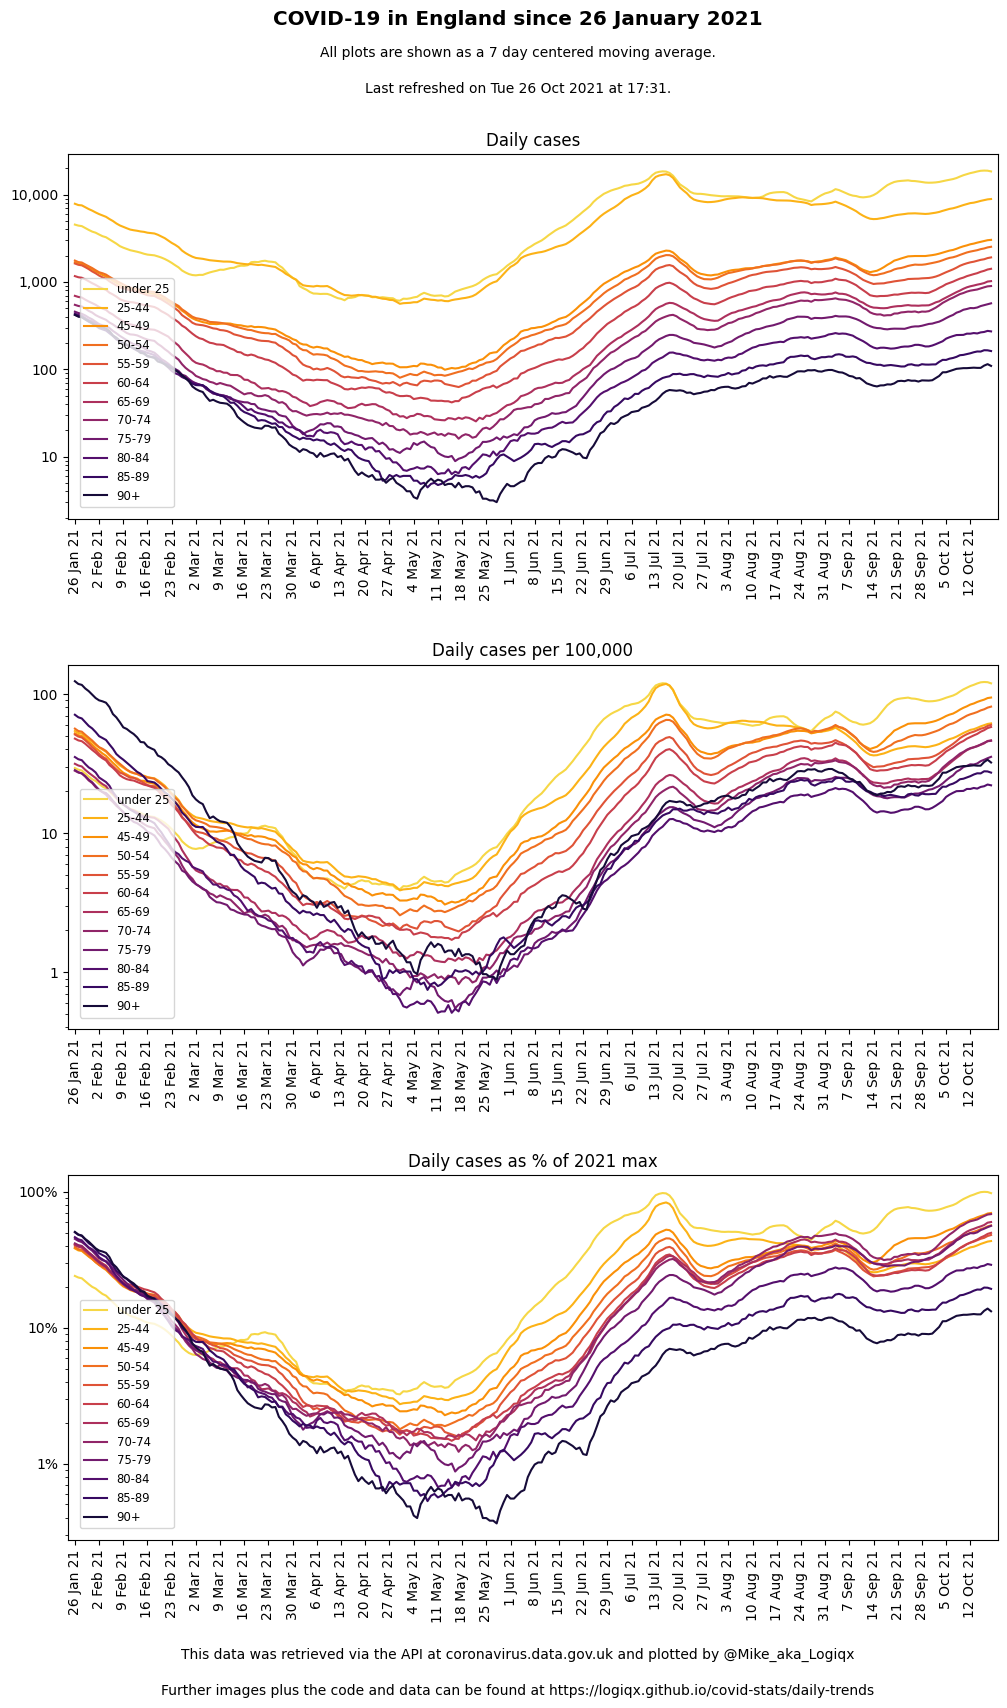 COVID-19 in England since 26 January 2021
All plots are shown as a 7 day centered moving average.
Last refreshed on Tue 26 Oct 2021 at 17:31.
Daily cases
10,000
1,000
100
10
under 25
25-44
45-49
50-54
55-59
60-64
65-69
70-74
75-79
80-84
85-89
90+
26 Jan 21
2 Feb 21
9 Feb 21
16 Feb 21
23 Feb 21
2 Mar 21
9 Mar 21
16 Mar 21
23 Mar 21
30 Mar 21
6 Apr 21
13 Apr 21
20 Apr 21
27 Apr 21
4 May 21
11 May 21
18 May 21
25 May 21
1 Jun 21
8 Jun 21
15 Jun 21
22 Jun 21
29 Jun 21
6 Jul 21
13 Jul 21
20 Jul 21
27 Jul 21
3 Aug 21
10 Aug 21
17 Aug 21
24 Aug 21
31 Aug 21
7 Sep 21
14 Sep 21
21 Sep 21
28 Sep 21
5 Oct 21
12 Oct 21
Daily cases per 100,000
100
10
1
under 25
25-44
45-49
50-54
55-59
60-64
65-69
70-74
75-79
80-84
85-89
90+
26 Jan 21
2 Feb 21
9 Feb 21
16 Feb 21
23 Feb 21
2 Mar 21
9 Mar 21
16 Mar 21
23 Mar 21
30 Mar 21
6 Apr 21
13 Apr 21
20 Apr 21
27 Apr 21
4 May 21
11 May 21
18 May 21
25 May 21
1 Jun 21
8 Jun 21
15 Jun 21
22 Jun 21
29 Jun 21
6 Jul 21
13 Jul 21
20 Jul 21
27 Jul 21
3 Aug 21
10 Aug 21
17 Aug 21
24 Aug 21
31 Aug 21
7 Sep 21
14 Sep 21
21 Sep 21
28 Sep 21
5 Oct 21
12 Oct 21
Daily cases as % of 2021 max
100%
10%
1%
under 25
25-44
45-49
50-54
55-59
60-64
65-69
70-74
75-79
80-84
85-89
90+
26 Jan 21
2 Feb 21
9 Feb 21
16 Feb 21
23 Feb 21
2 Mar 21
9 Mar 21
16 Mar 21
23 Mar 21
30 Mar 21
6 Apr 21
13 Apr 21
20 Apr 21
27 Apr 21
4 May 21
11 May 21
18 May 21
25 May 21
1 Jun 21
8 Jun 21
15 Jun 21
22 Jun 21
29 Jun 21
6 Jul 21
13 Jul 21
20 Jul 21
27 Jul 21
3 Aug 21
10 Aug 21
17 Aug 21
24 Aug 21
31 Aug 21
7 Sep 21
14 Sep 21
21 Sep 21
28 Sep 21
5 Oct 21
12 Oct 21
This data was retrieved via the API at coronavirus.data.gov.uk and plotted by @Mike_aka_Logiqx
Further images plus the code and data can be found at https://logiqx.github.io/covid-stats/daily-trends